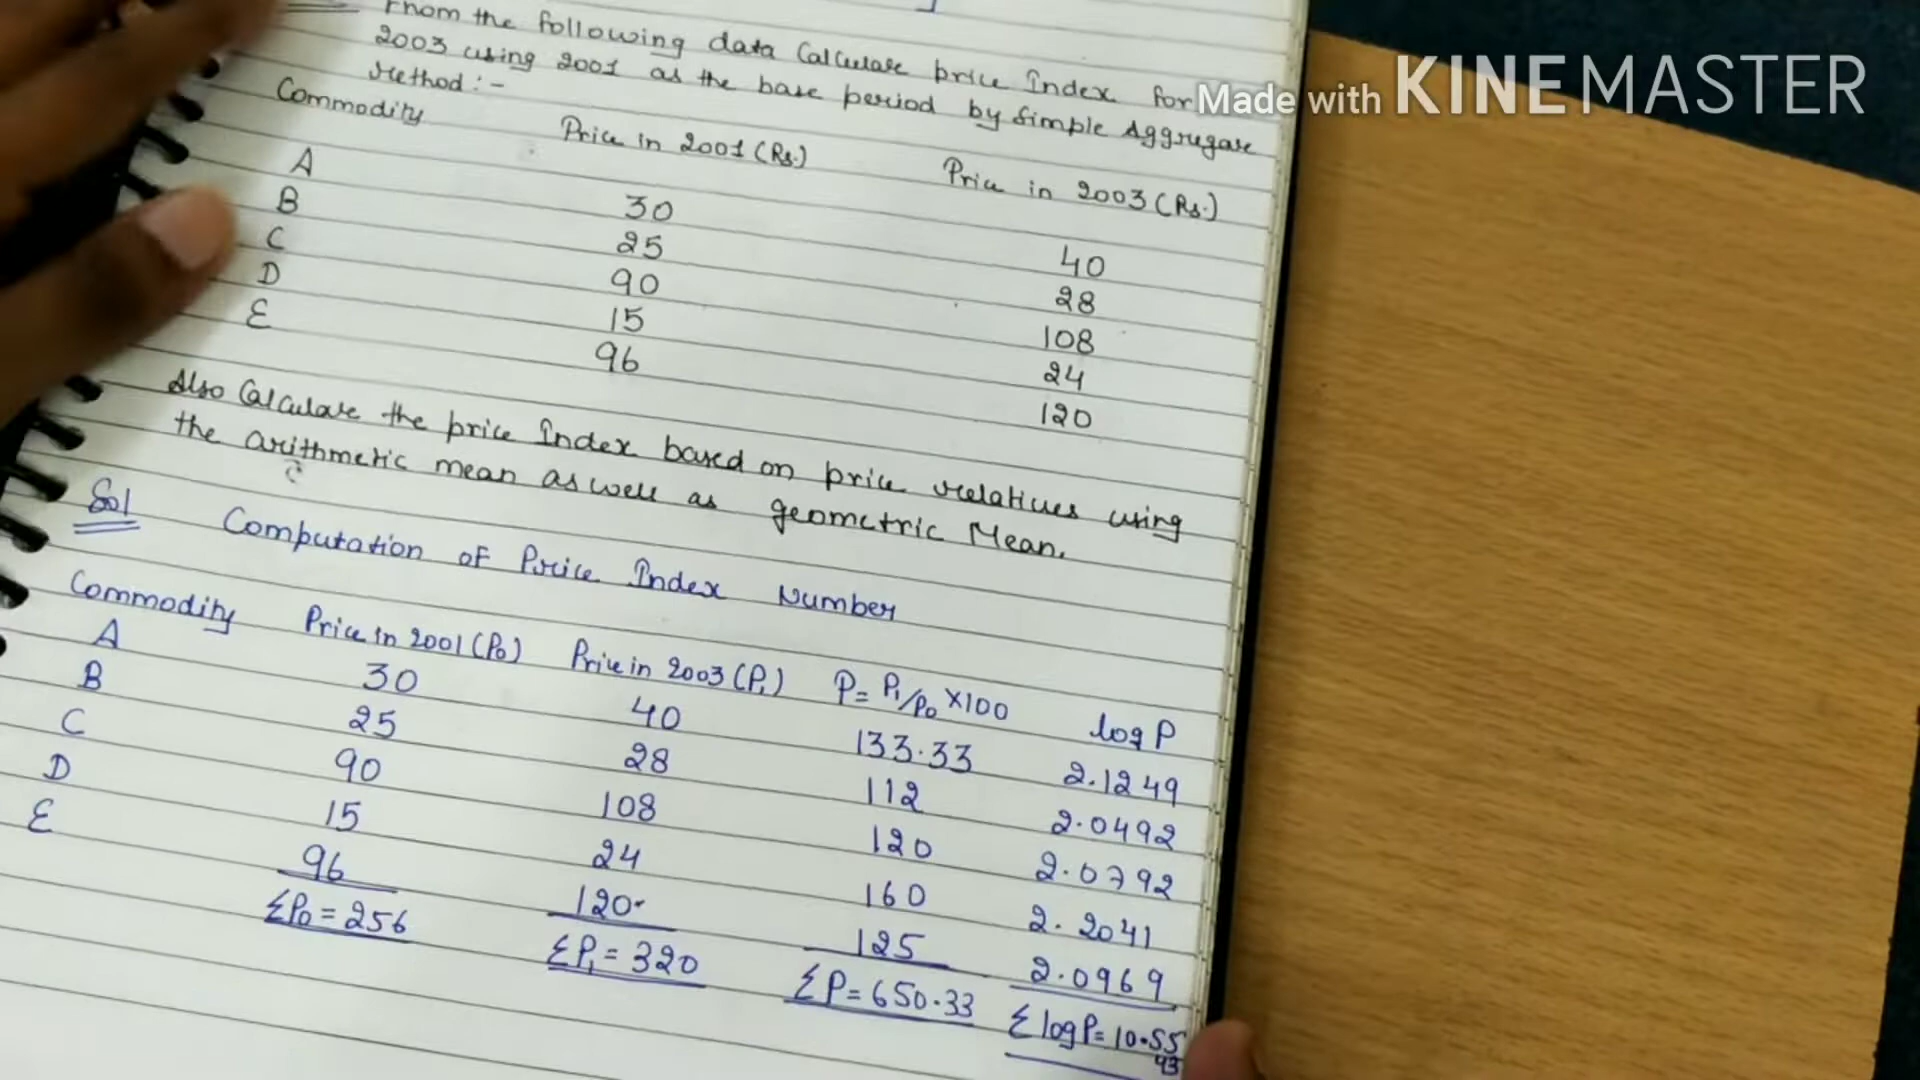 From the following data Calculate price Index for
2003 using 2001 as the base period by Simple Aggregate
Method:-
Made with KINEMASTER
Commodity Price in 2001 (Rs.) Price in 2003 (Rs.)
A 30 40
B 25 28
C 90 108
D 15 24
E 96 120
Also Calculate the price Index based on price relatives using
the arithmetic mean as well as geometric Mean.
Sol Computation of Price Index Number
Commodity Price in 2001 (P0) Price in 2003 (P1) P= P1/P0 ×100 log P
A 30 40 133.33 2.1249
B 25 28 112 2.0492
C 90 108 120 2.0792
D 15 24 160 2.2041
E 96 120 125 2.0969
ΣP0 = 256 ΣP1 = 320 ΣP = 650.33 Σ log P = 10.5543